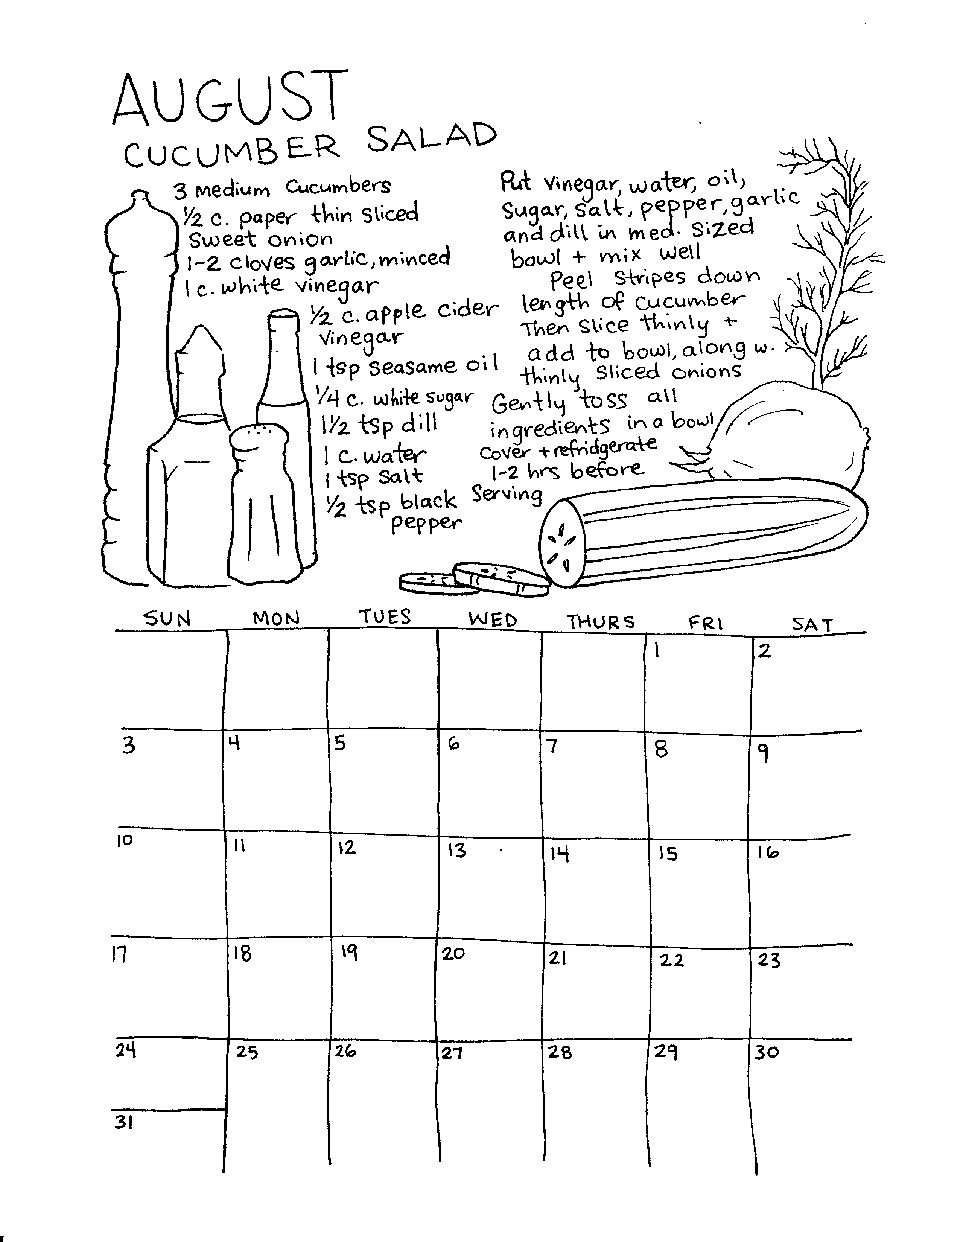 AUGUST
CUCUMBER SALAD
3 medium Cucumbers
1/2 c. paper thin sliced
Sweet onion
1-2 cloves garlic, minced
1 c. white vinegar
1/2 c. apple cider
vinegar
1 tsp seasame oil
1/4 c. white sugar
1 1/2 tsp dill
1 c. water
1 tsp Salt
1/2 tsp black
pepper
Put vinegar, water, oil,
Sugar, Salt, pepper, garlic
and dill in med. Sized
bowl + mix well
Peel Stripes down
length of cucumber
Then slice thinly +
add to bowl, along w.
thinly Sliced onions
Gently toss all
ingredients in a bowl
Cover + refridgerate
1-2 hrs before
Serving
SUN MON TUES WED THURS FRI SAT
1 2
3 4 5 6 7 8 9
10 11 12 13 14 15 16
17 18 19 20 21 22 23
24 25 26 27 28 29 30
31